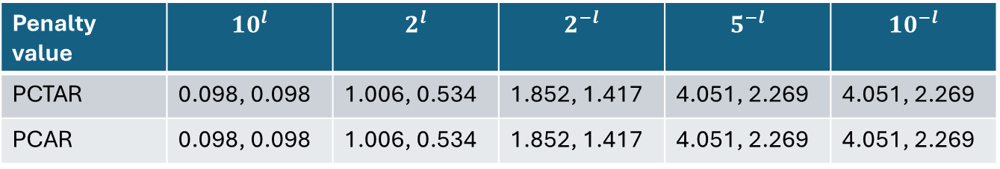 Penalty value 10^l 2^l 2^-l 5^-l 10^-l
PCTAR 0.098, 0.098 1.006, 0.534 1.852, 1.417 4.051, 2.269 4.051, 2.269
PCAR 0.098, 0.098 1.006, 0.534 1.852, 1.417 4.051, 2.269 4.051, 2.269